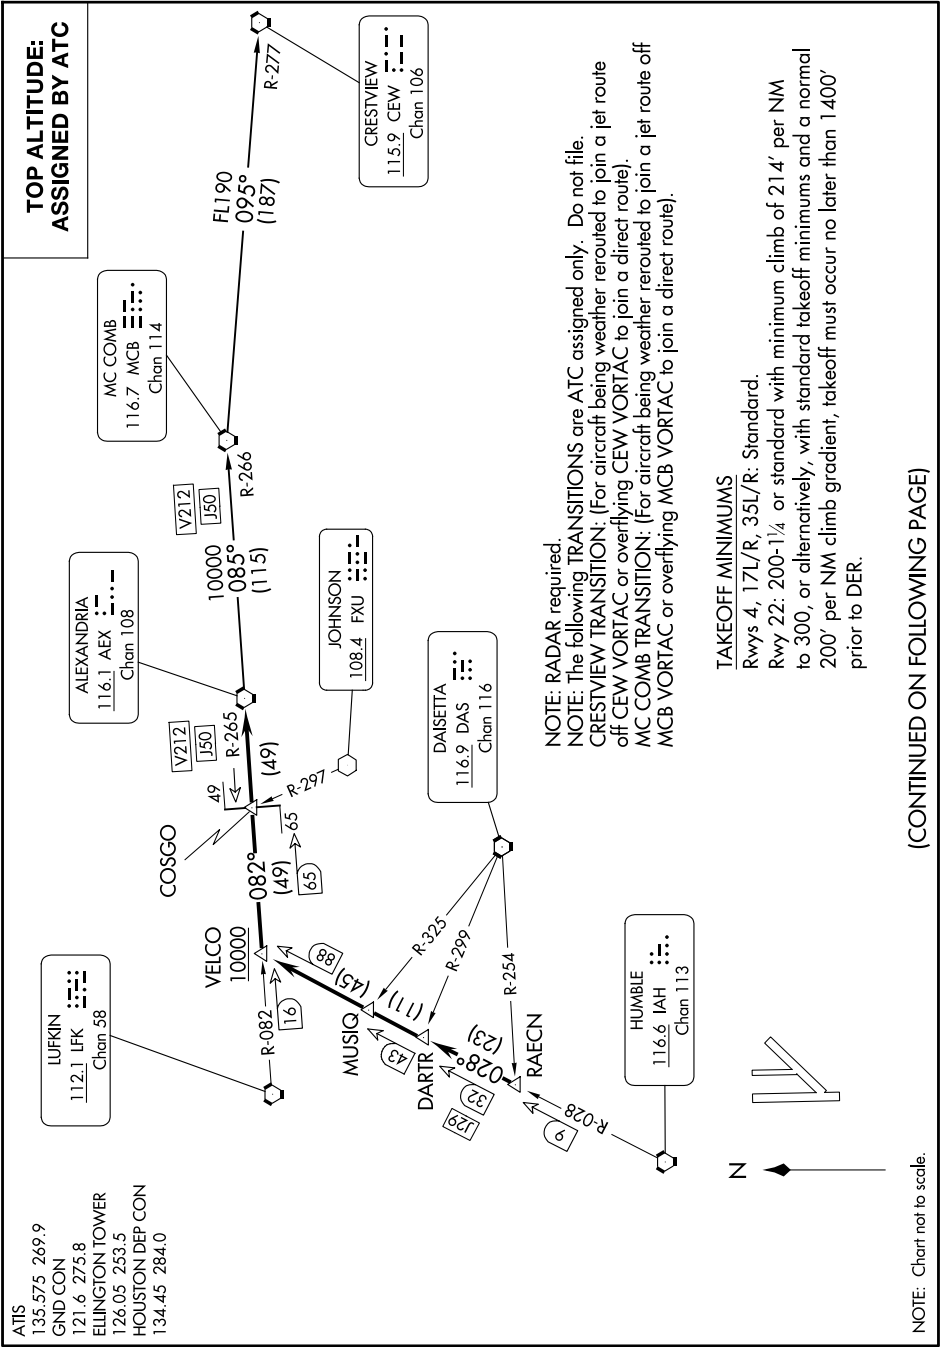 ATIS
135.575 269.9
GND CON
121.6 275.8
ELLINGTON TOWER
126.05 253.5
HOUSTON DEP CON
134.45 284.0
TOP ALTITUDE:
ASSIGNED BY ATC
LUFKIN
112.1 LFK
Chan 58
ALEXANDRIA
116.1 AEX
Chan 108
MC COMB
116.7 MCB
Chan 114
CRESTVIEW
115.9 CEW
Chan 106
JOHNSON
108.4 FXU
DAISETTA
116.9 DAS
Chan 116
HUMBLE
116.6 IAH
Chan 113
R-277
FL190
095°
(187)
R-266
V212
J50
10000
085°
(115)
V212
J50
R-265
(49)
49
R-297
65
65
COSGO
082°
(49)
VELCO
10000
R-082
16
88
(45)
MUSIQ
R-325
(11)
43
R-299
DARTR
(23)
028°
32
J29
R-254
RAECN
9
R-028
N
NOTE: RADAR required.
NOTE: The following TRANSITIONS are ATC assigned only. Do not file.
CRESTVIEW TRANSITION: (For aircraft being weather rerouted to join a jet route
off CEW VORTAC or overflying CEW VORTAC to join a direct route).
MC COMB TRANSITION: (For aircraft being weather rerouted to join a jet route off
MCB VORTAC or overflying MCB VORTAC to join a direct route).
TAKEOFF MINIMUMS
Rwys 4, 17L/R, 35L/R: Standard.
Rwy 22: 200-1¼ or standard with minimum climb of 214' per NM
to 300, or alternatively, with standard takeoff minimums and a normal
200' per NM climb gradient, takeoff must occur no later than 1400'
prior to DER.
(CONTINUED ON FOLLOWING PAGE)
NOTE: Chart not to scale.